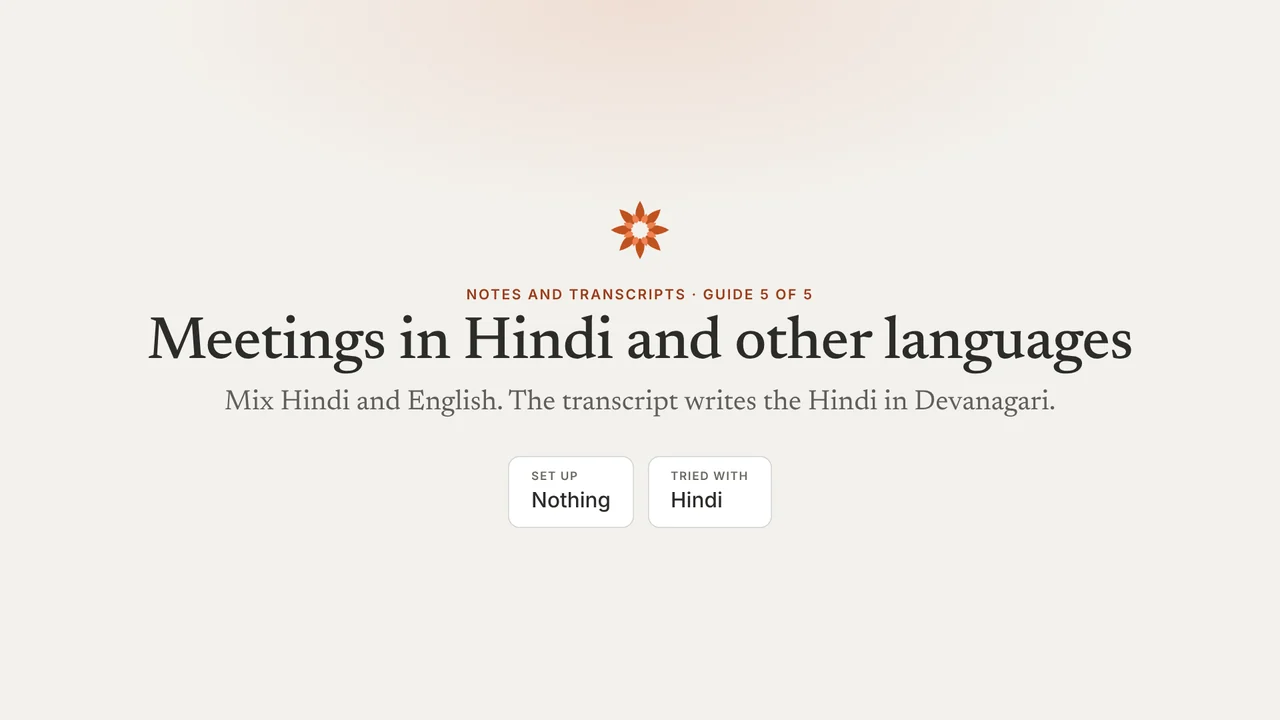 NOTES AND TRANSCRIPTS · GUIDE 5 OF 5
Meetings in Hindi and other languages
Mix Hindi and English. The transcript writes the Hindi in Devanagari.
SET UP
Nothing
TRIED WITH
Hindi